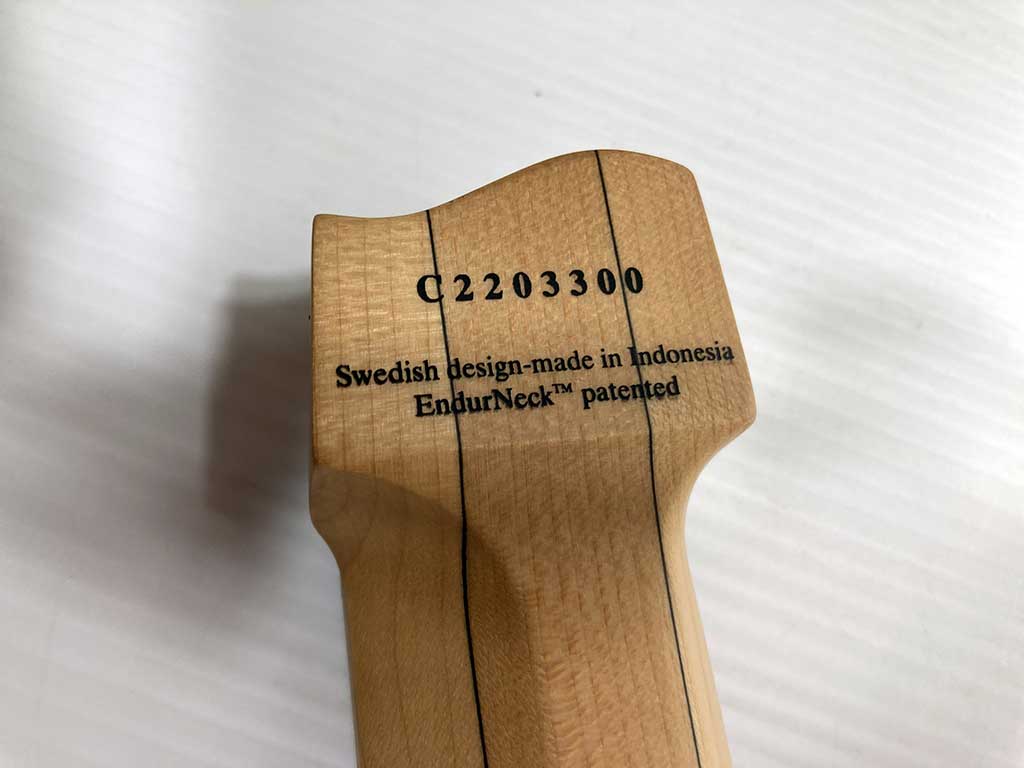 C2203300
Swedish design-made in Indonesia
EndurNeck™ patented